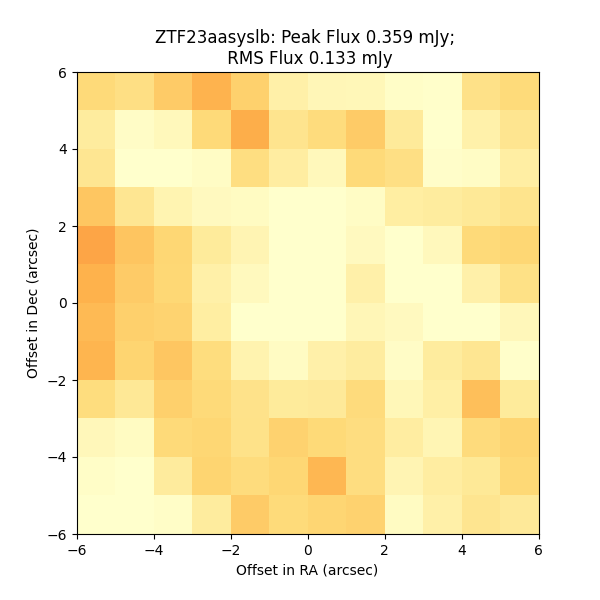 ZTF23aasyslb: Peak Flux 0.359 mJy;
RMS Flux 0.133 mJy
6
4
2
0
−2
−4
−6
Offset in Dec (arcsec)
−6 −4 −2 0 2 4 6
Offset in RA (arcsec)